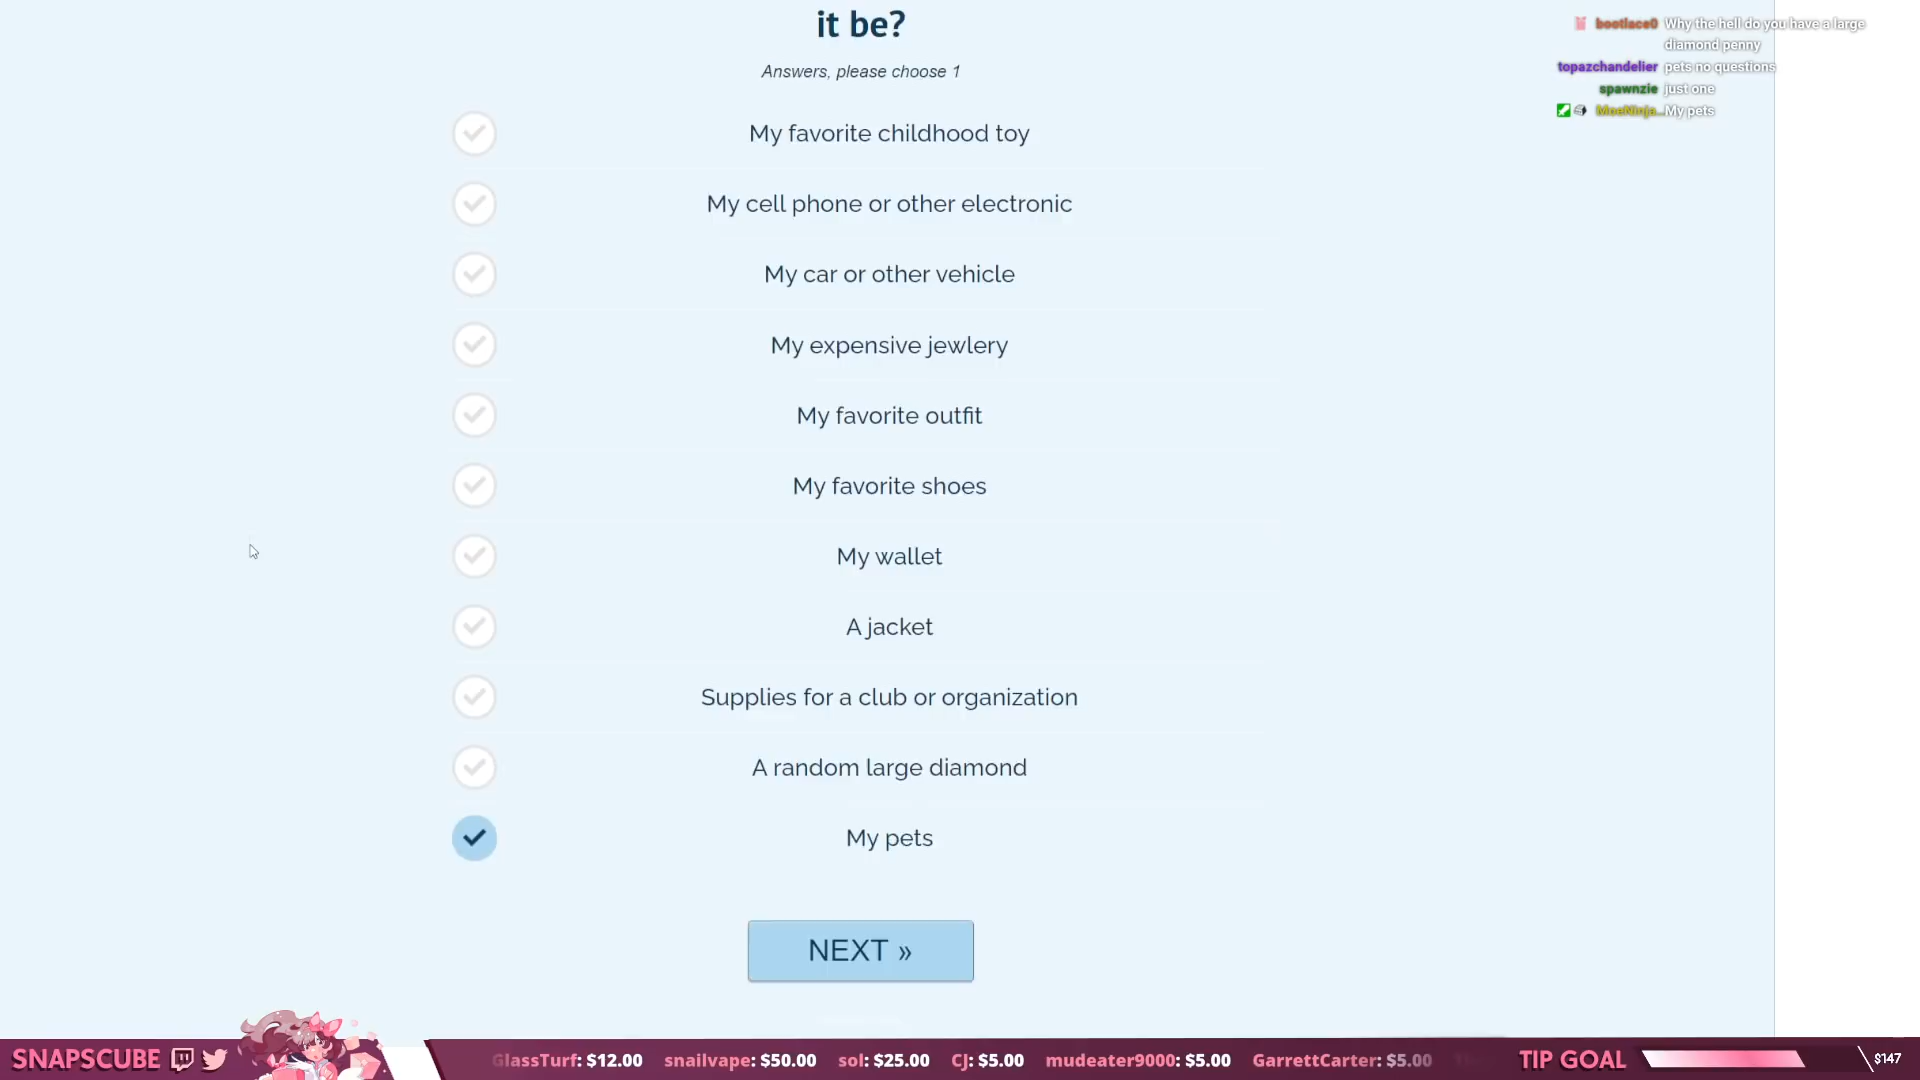 it be?
Answers, please choose 1
My favorite childhood toy
My cell phone or other electronic
My car or other vehicle
My expensive jewlery
My favorite outfit
My favorite shoes
My wallet
A jacket
Supplies for a club or organization
A random large diamond
My pets
NEXT »
bootlace0 Why the hell do you have a large
diamond penny
topazchandelier pets no questions
spawnzie just one
MoeNinja... My pets
SNAPSCUBE
GlassTurf: $12.00 snailvape: $50.00 sol: $25.00 CJ: $5.00 mudeater9000: $5.00 GarrettCarter: $5.00
TIP GOAL
$147